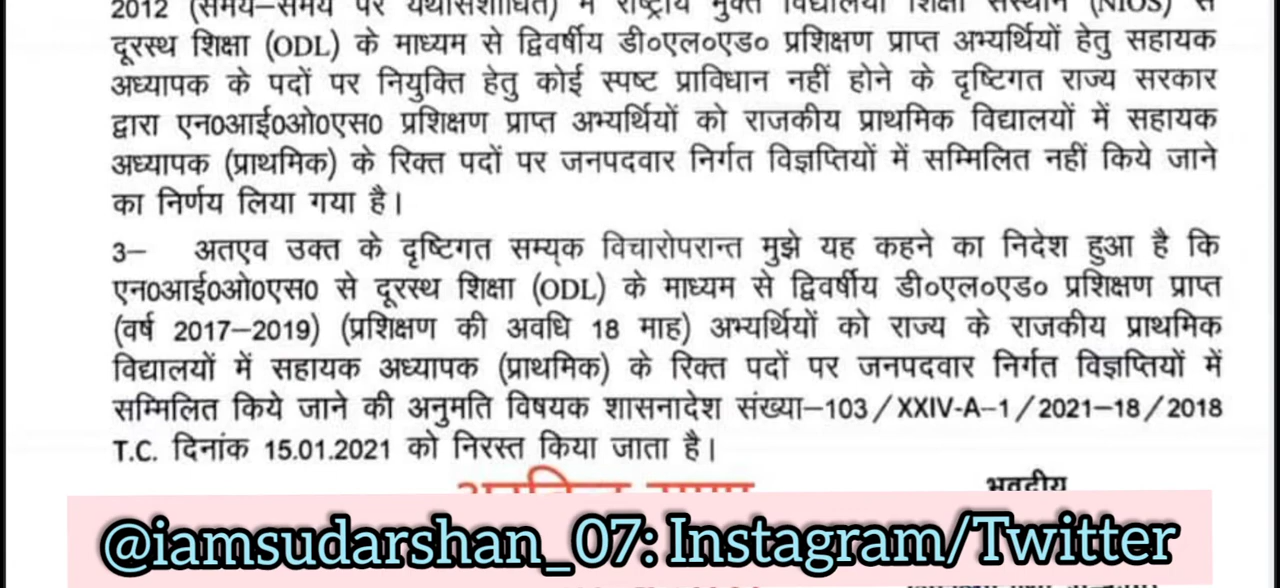 2012 (समय–समय पर यथासंशोधित) में राष्ट्रीय मुक्त विद्यालयी शिक्षा संस्थान (NIOS) से
दूरस्थ शिक्षा (ODL) के माध्यम से द्विवर्षीय डी०एल०एड० प्रशिक्षण प्राप्त अभ्यर्थियों हेतु सहायक
अध्यापक के पदों पर नियुक्ति हेतु कोई स्पष्ट प्राविधान नहीं होने के दृष्टिगत राज्य सरकार
द्वारा एन0आई0ओ0एस0 प्रशिक्षण प्राप्त अभ्यर्थियों को राजकीय प्राथमिक विद्यालयों में सहायक
अध्यापक (प्राथमिक) के रिक्त पदों पर जनपदवार निर्गत विज्ञप्तियों में सम्मिलित नहीं किये जाने
का निर्णय लिया गया है।
3– अतएव उक्त के दृष्टिगत सम्यक् विचारोपरान्त मुझे यह कहने का निदेश हुआ है कि
एन0आई0ओ0एस0 से दूरस्थ शिक्षा (ODL) के माध्यम से द्विवर्षीय डी०एल०एड० प्रशिक्षण प्राप्त
(वर्ष 2017–2019) (प्रशिक्षण की अवधि 18 माह) अभ्यर्थियों को राज्य के राजकीय प्राथमिक
विद्यालयों में सहायक अध्यापक (प्राथमिक) के रिक्त पदों पर जनपदवार निर्गत विज्ञप्तियों में
सम्मिलित किये जाने की अनुमति विषयक शासनादेश संख्या–103/XXIV-A–1/2021–18/2018
T.C. दिनांक 15.01.2021 को निरस्त किया जाता है।
भवदीय
@iamsudarshan_07: Instagram/Twitter